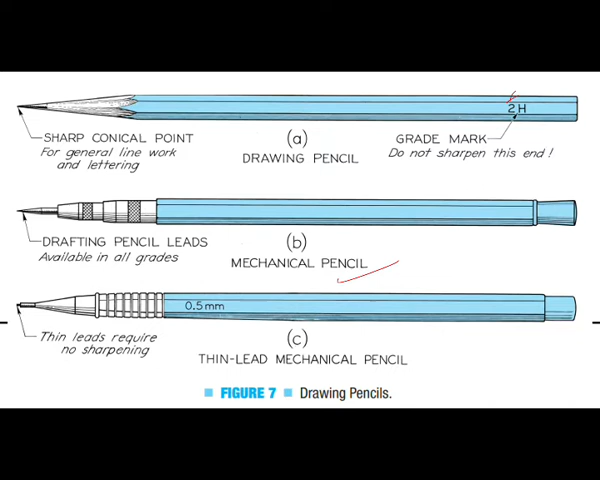 2H
SHARP CONICAL POINT
For general line work
and lettering
(a)
DRAWING PENCIL
GRADE MARK
Do not sharpen this end!
DRAFTING PENCIL LEADS
Available in all grades
(b)
MECHANICAL PENCIL
0.5mm
Thin leads require
no sharpening
(c)
THIN-LEAD MECHANICAL PENCIL
FIGURE 7 Drawing Pencils.